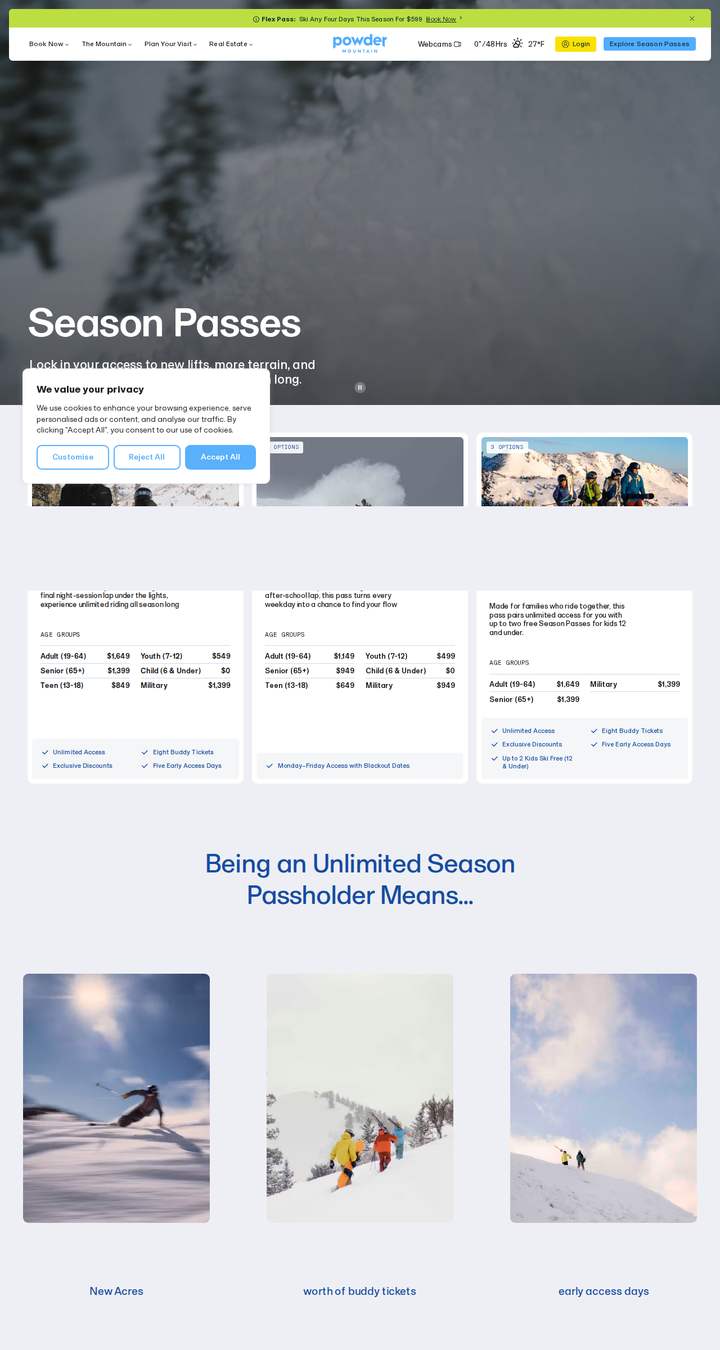 Flex Pass: Ski Any Four Days This Season For $599 Book Now
Book Now
The Mountain
Plan Your Visit
Real Estate
powder
MOUNTAIN
Webcams
0"/48Hrs
27°F
Login
Explore Season Passes
Season Passes
Lock in your access to new lifts, more terrain, and
long.
We value your privacy
We use cookies to enhance your browsing experience, serve
personalised ads or content, and analyse our traffic. By
clicking "Accept All", you consent to our use of cookies.
Customise
Reject All
Accept All
OPTIONS
3 OPTIONS
final night-session lap under the lights,
experience unlimited riding all season long
AGE GROUPS
Adult (19-64) $1,649 Youth (7-12) $549
Senior (65+) $1,399 Child (6 & Under) $0
Teen (13-18) $849 Military $1,399
Unlimited Access
Eight Buddy Tickets
Exclusive Discounts
Five Early Access Days
after-school lap, this pass turns every
weekday into a chance to find your flow
AGE GROUPS
Adult (19-64) $1,149 Youth (7-12) $499
Senior (65+) $949 Child (6 & Under) $0
Teen (13-18) $649 Military $949
Monday–Friday Access with Blackout Dates
Made for families who ride together, this
pass pairs unlimited access for you with
up to two free Season Passes for kids 12
and under.
AGE GROUPS
Adult (19-64) $1,649 Military $1,399
Senior (65+) $1,399
Unlimited Access
Eight Buddy Tickets
Exclusive Discounts
Five Early Access Days
Up to 2 Kids Ski Free (12
& Under)
Being an Unlimited Season
Passholder Means...
New Acres
worth of buddy tickets
early access days